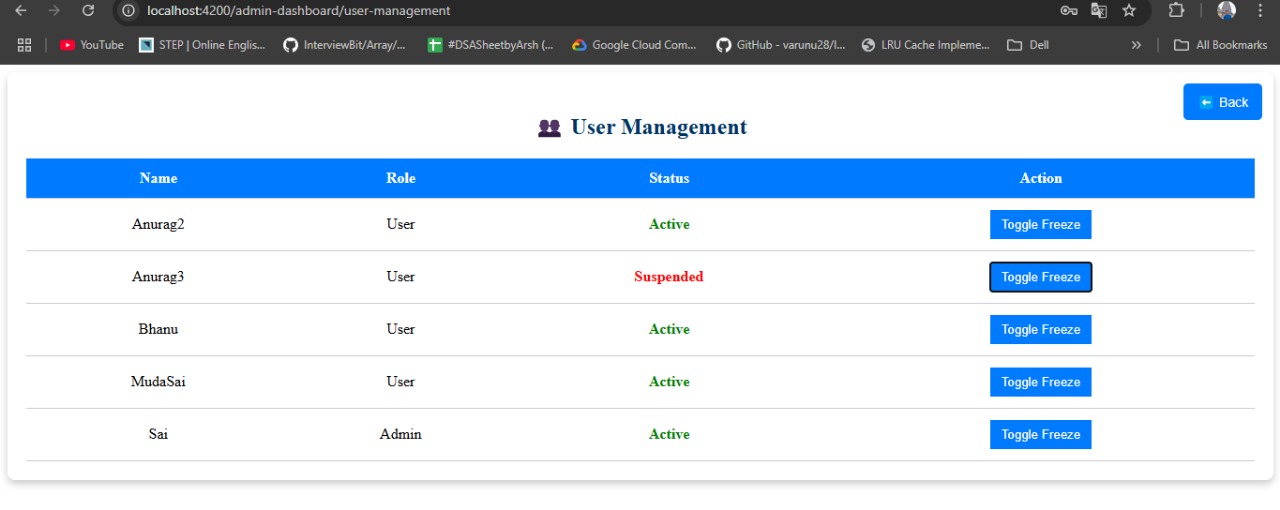 localhost:4200/admin-dashboard/user-management
YouTube STEP | Online Englis... InterviewBit/Array/... #DSASheetbyArsh (... Google Cloud Com... GitHub - varunu28/I... LRU Cache Impleme... Dell » All Bookmarks
Back
User Management
Name Role Status Action
Anurag2 User Active Toggle Freeze
Anurag3 User Suspended Toggle Freeze
Bhanu User Active Toggle Freeze
MudaSai User Active Toggle Freeze
Sai Admin Active Toggle Freeze